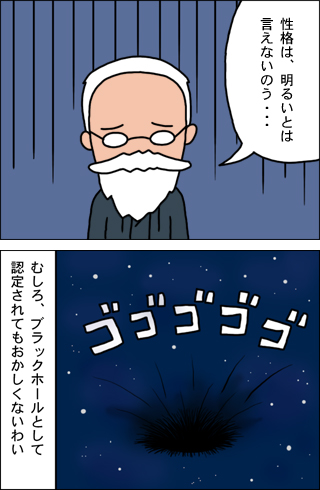 性格は、明るいとは
言えないのう・・・
ゴゴゴゴゴ
むしろ、ブラックホールとして
認定されてもおかしくないわい